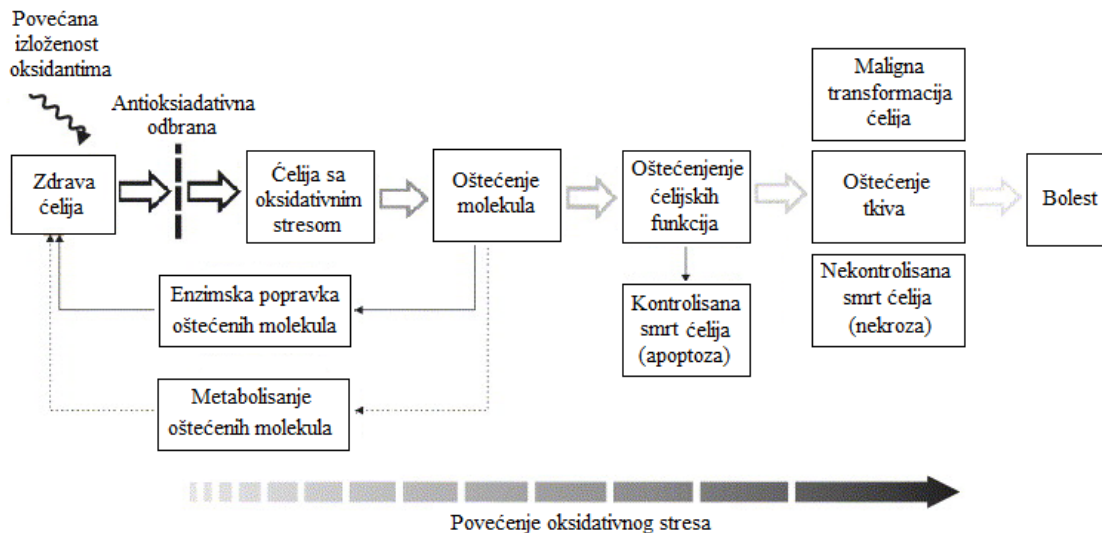 Povećana
izloženost
oksidantima
Antioksiadativna
odbrana
Zdrava
ćelija
Ćelija sa
oksidativnim
stresom
Oštećenje
molekula
Oštećenjenje
ćelijskih
funkcija
Maligna
transformacija
ćelija
Oštećenje
tkiva
Nekontrolisana
smrt ćelija
(nekroza)
Bolest
Kontrolisana
smrt ćelija
(apoptoza)
Enzimska popravka
oštećenih molekula
Metabolisanje
oštećenih molekula
Povećenje oksidativnog stresa